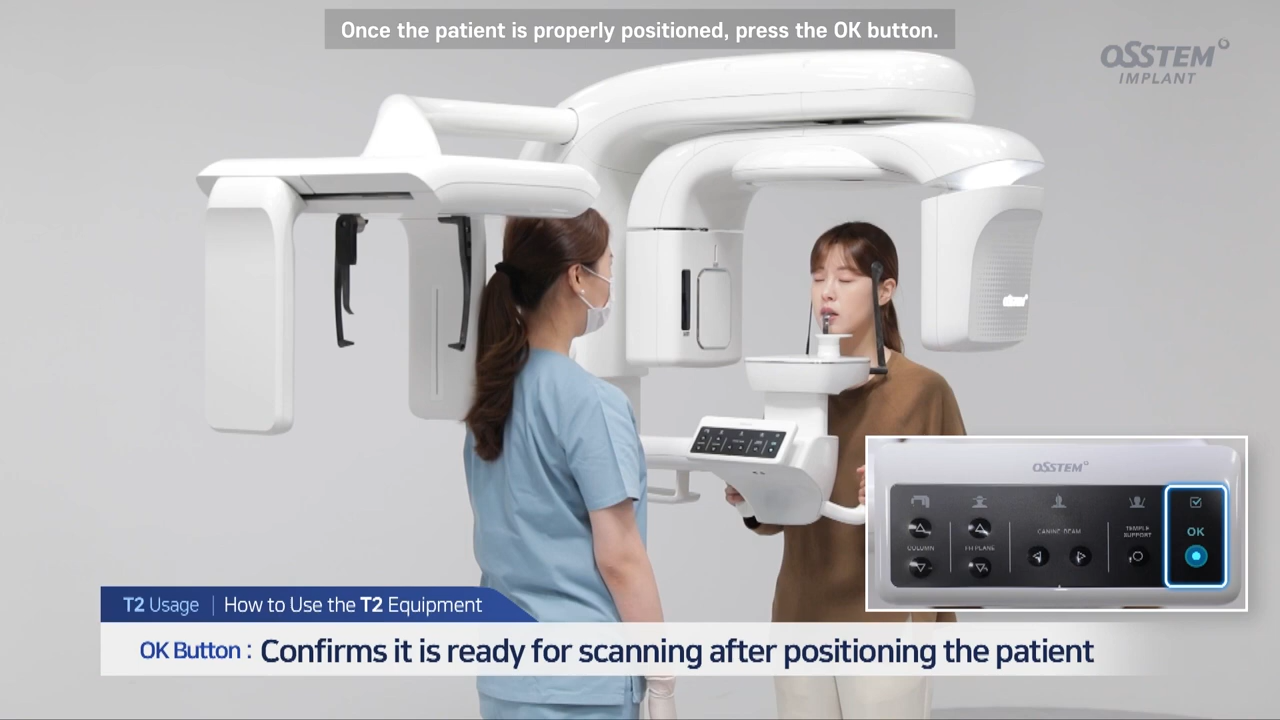 Once the patient is properly positioned, press the OK button.
OSSTEM
IMPLANT
OSSTEM
COLUMN
FH PLANE
CANINE BEAM
TEMPLE
SUPPORT
OK
T2 Usage | How to Use the T2 Equipment
OK Button : Confirms it is ready for scanning after positioning the patient